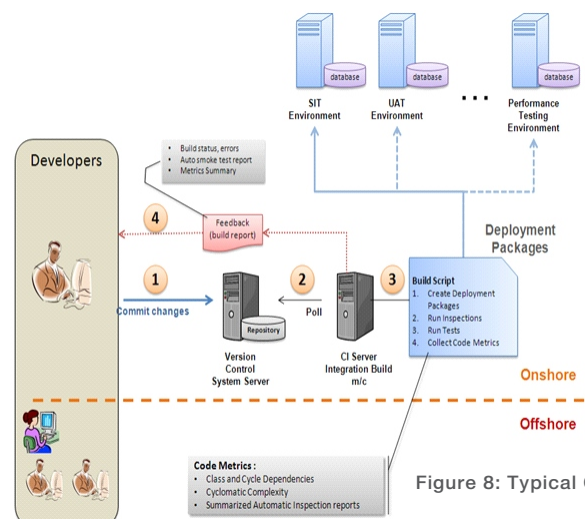 database
database
database
SIT
Environment
UAT
Environment
...
Performance
Testing
Environment
Developers
Build status, errors
Auto smoke test report
Metrics Summary
4
Feedback
(build report)
Deployment
Packages
1
Commit changes
2
Poll
3
Build Script
1. Create Deployment
Packages
2. Run Inspections
3. Run Tests
4. Collect Code Metrics
Repository
Version
Control
System Server
CI Server
Integration Build
m/c
Onshore
Offshore
Code Metrics :
Class and Cycle Dependencies
Cyclomatic Complexity
Summarized Automatic Inspection reports
Figure 8: Typical